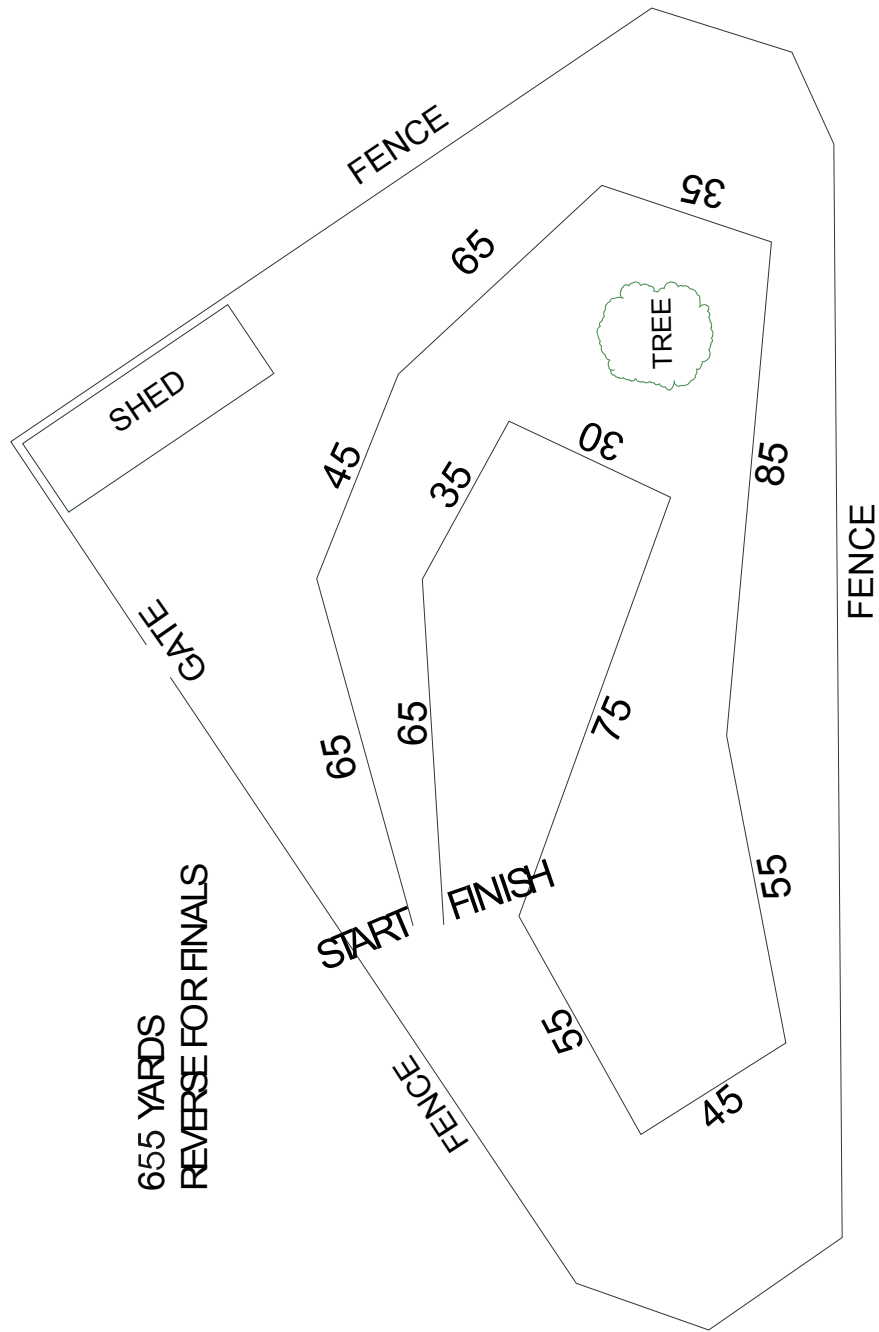 FENCE
35
65
TREE
SHED
30
45
35
85
FENCE
GATE
65
65
75
START
FINISH
55
55
45
FENCE
655 YARDS
REVERSE FOR FINALS